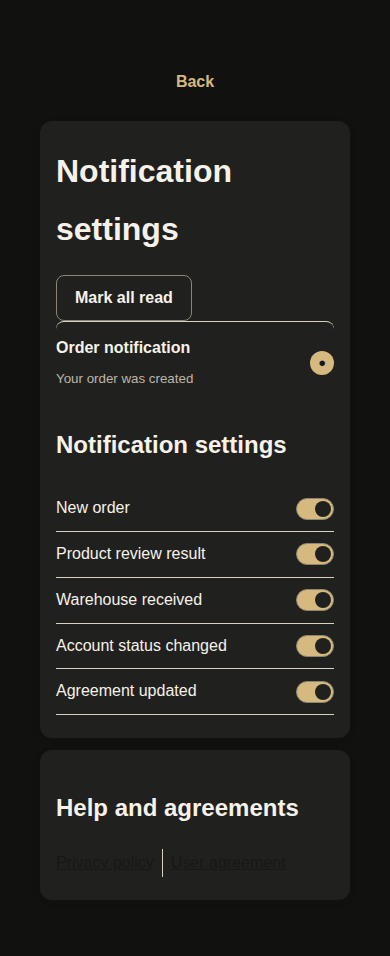 Back
Notification
settings
Mark all read
Order notification
Your order was created
Notification settings
New order
Product review result
Warehouse received
Account status changed
Agreement updated
Help and agreements
Privacy policy User agreement